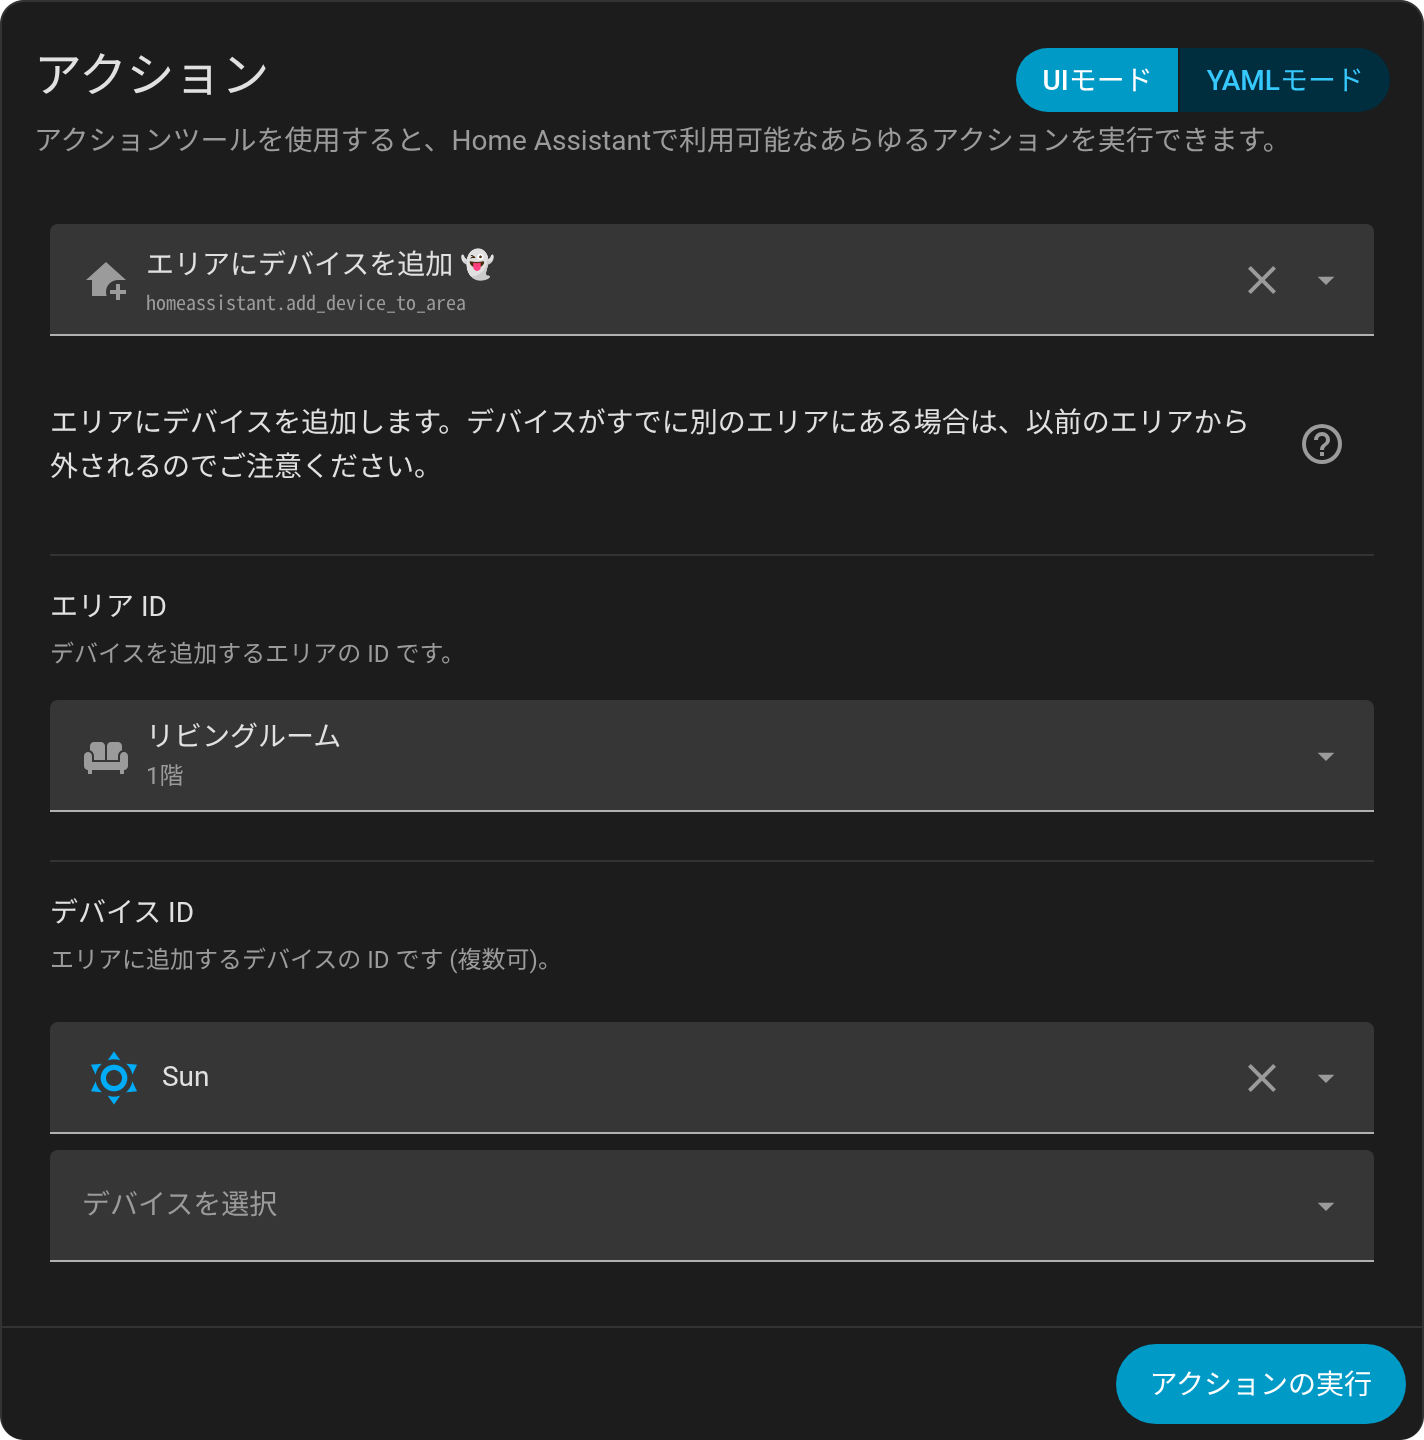 アクション
UIモード
YAMLモード
アクションツールを使用すると、Home Assistantで利用可能なあらゆるアクションを実行できます。
エリアにデバイスを追加 👻
homeassistant.add_device_to_area
エリアにデバイスを追加します。デバイスがすでに別のエリアにある場合は、以前のエリアから
外されるのでご注意ください。
エリア ID
デバイスを追加するエリアの ID です。
リビングルーム
1階
デバイス ID
エリアに追加するデバイスの ID です (複数可)。
Sun
デバイスを選択
アクションの実行